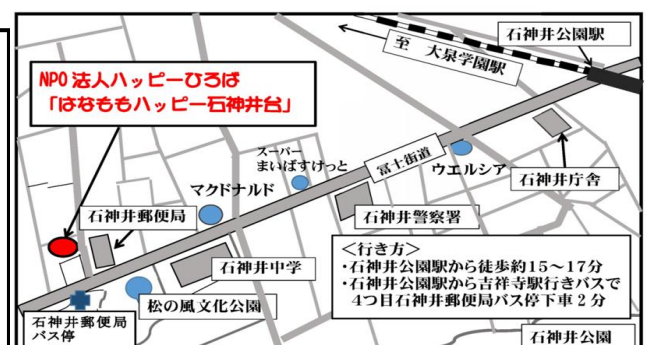 石神井公園駅
至　大泉学園駅
NPO法人ハッピーひろば
「はなももハッピー石神井台」
スーパー
まいばすけっと
冨士街道
ウエルシア
石神井庁舎
マクドナルド
石神井郵便局
石神井警察署
石神井中学
松の風文化公園
石神井郵便局
バス停
＜行き方＞
・石神井公園駅から徒歩約15～17分
・石神井公園駅から吉祥寺駅行きバスで
4つ目石神井郵便局バス停下車２分
石神井公園